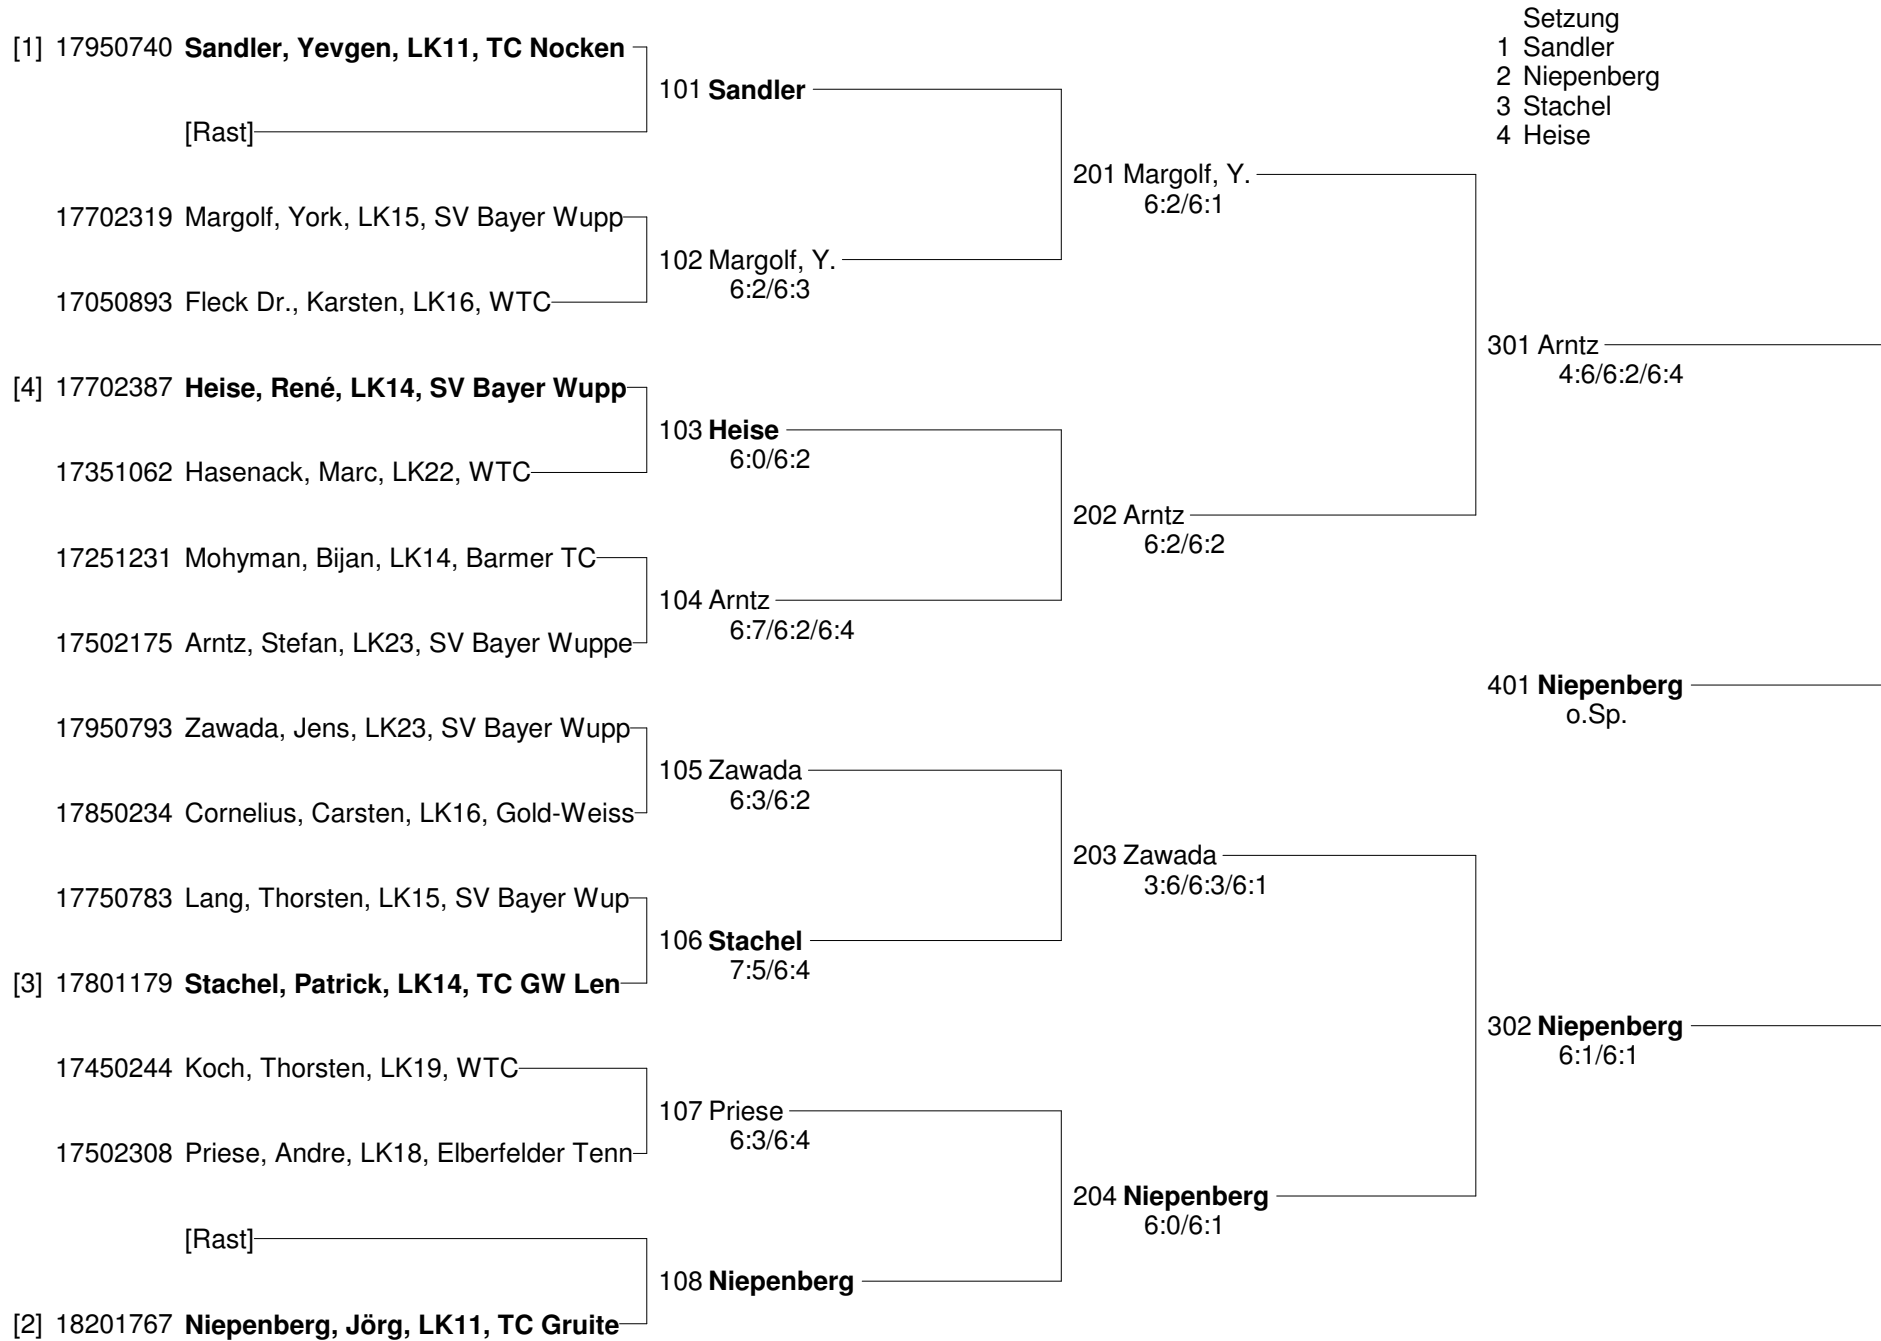 Setzung
1 Sandler
2 Niepenberg
3 Stachel
4 Heise
[1] 17950740 Sandler, Yevgen, LK11, TC Nocken
101 Sandler
[Rast]
201 Margolf, Y.
6:2/6:1
17702319 Margolf, York, LK15, SV Bayer Wupp
102 Margolf, Y.
6:2/6:3
17050893 Fleck Dr., Karsten, LK16, WTC
301 Arntz
4:6/6:2/6:4
[4] 17702387 Heise, René, LK14, SV Bayer Wupp
103 Heise
6:0/6:2
17351062 Hasenack, Marc, LK22, WTC
202 Arntz
6:2/6:2
17251231 Mohyman, Bijan, LK14, Barmer TC
104 Arntz
6:7/6:2/6:4
17502175 Arntz, Stefan, LK23, SV Bayer Wuppe
401 Niepenberg
o.Sp.
17950793 Zawada, Jens, LK23, SV Bayer Wupp
105 Zawada
6:3/6:2
17850234 Cornelius, Carsten, LK16, Gold-Weiss
203 Zawada
3:6/6:3/6:1
17750783 Lang, Thorsten, LK15, SV Bayer Wup
106 Stachel
7:5/6:4
[3] 17801179 Stachel, Patrick, LK14, TC GW Len
302 Niepenberg
6:1/6:1
17450244 Koch, Thorsten, LK19, WTC
107 Priese
6:3/6:4
17502308 Priese, Andre, LK18, Elberfelder Tenn
204 Niepenberg
6:0/6:1
[Rast]
108 Niepenberg
[2] 18201767 Niepenberg, Jörg, LK11, TC Gruite